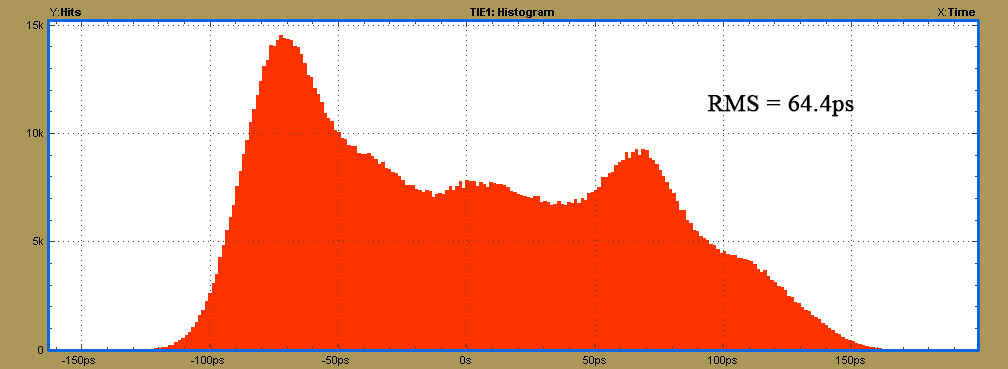 Y:Hits TIE1: Histogram X:Time
15k
RMS = 64.4ps
10k
5k
0
-150ps -100ps -50ps 0s 50ps 100ps 150ps